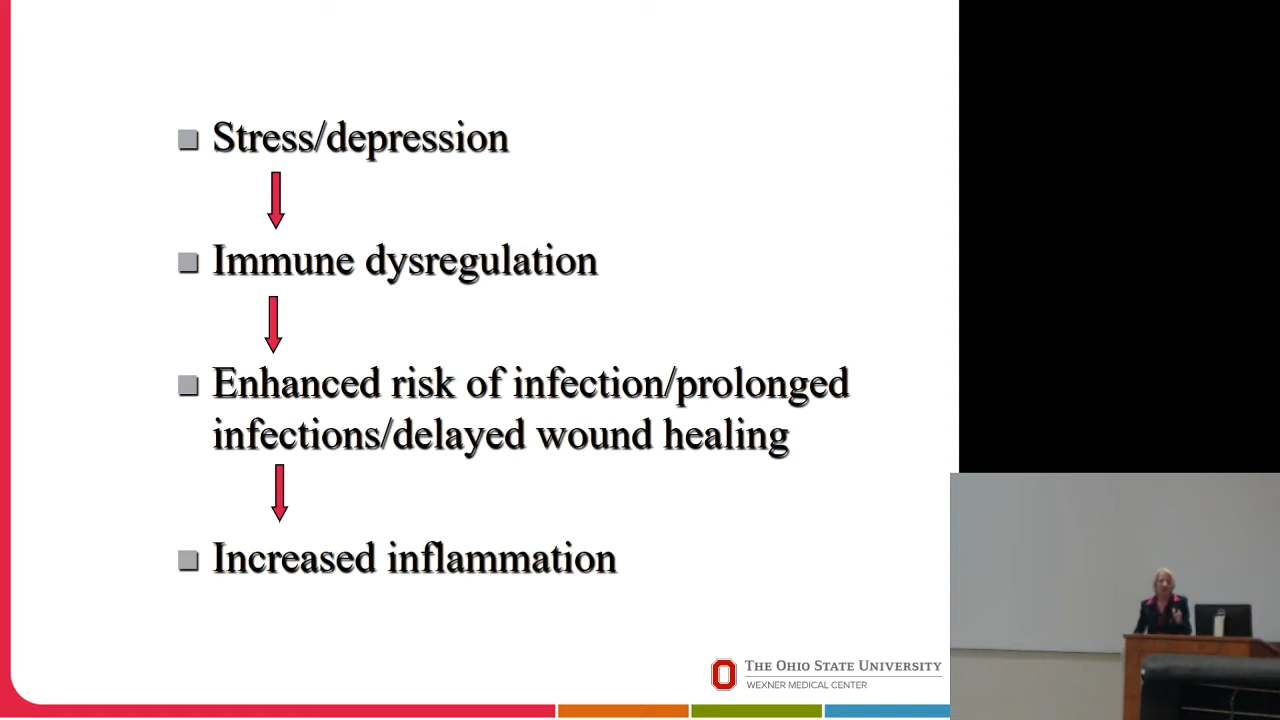 Stress/depression
Immune dysregulation
Enhanced risk of infection/prolonged
infections/delayed wound healing
Increased inflammation
THE OHIO STATE UNIVERSITY
WEXNER MEDICAL CENTER